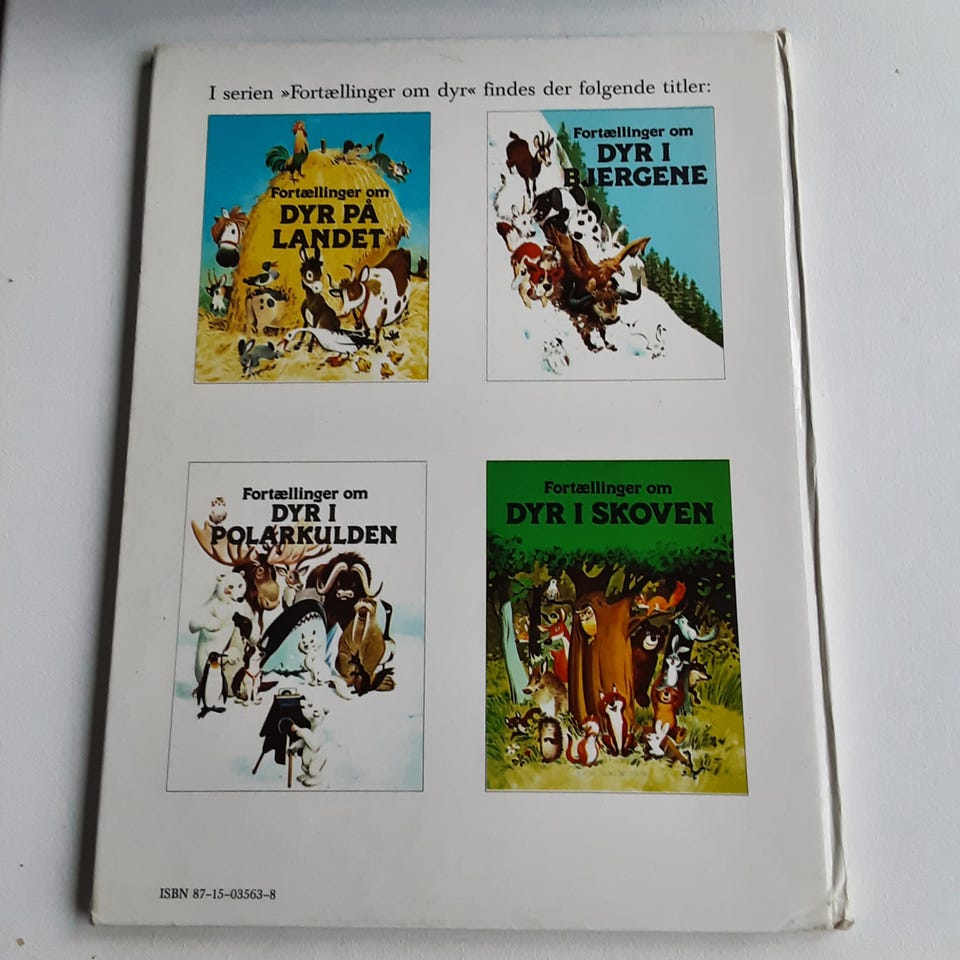 I serien »Fortællinger om dyr« findes der følgende titler:
Fortællinger om
DYR PÅ
LANDET
Fortællinger om
DYR I
BJERGENE
Fortællinger om
DYR I
POLARKULDEN
Fortællinger om
DYR I SKOVEN
ISBN 87-15-03563-8